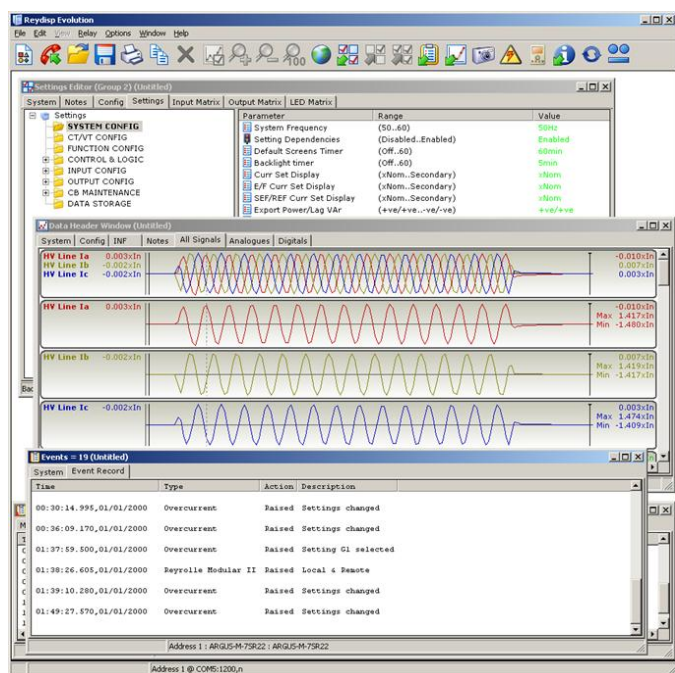 Reydisp Evolution
File Edit View Relay Options Window Help
100
Settings Editor (Group 2) (Untitled)
System Notes Config Settings Input Matrix Output Matrix LED Matrix
Settings
SYSTEM CONFIG
CT/VT CONFIG
FUNCTION CONFIG
CONTROL & LOGIC
INPUT CONFIG
OUTPUT CONFIG
CB MAINTENANCE
DATA STORAGE
Parameter Range Value
System Frequency (50..60) 50Hz
Setting Dependencies (Disabled..Enabled) Enabled
Default Screens Timer (Off..60) 60min
Backlight timer (Off..60) 5min
Curr Set Display (xNom..Secondary) xNom
E/F Curr Set Display (xNom..Secondary) xNom
SEF/REF Curr Set Display (xNom..Secondary) xNom
Export Power/Lag VAr (+ve/+ve..-ve/-ve) +ve/+ve
Data Header Window (Untitled)
System Config INF Notes All Signals Analogues Digitals
HV Line Ia 0.003xIn -0.010xIn
HV Line Ib -0.002xIn 0.007xIn
HV Line Ic -0.002xIn 0.003xIn
HV Line Ia 0.003xIn -0.010xIn
Max 1.417xIn
Min -1.480xIn
HV Line Ib -0.002xIn 0.007xIn
Max 1.419xIn
Min -1.417xIn
HV Line Ic -0.002xIn 0.003xIn
Max 1.474xIn
Min -1.409xIn
Events = 19 (Untitled)
System Event Record
Time Type Action Description
00:30:14.995,01/01/2000 Overcurrent Raised Settings changed
00:36:09.170,01/01/2000 Overcurrent Raised Settings changed
01:37:59.500,01/01/2000 Overcurrent Raised Setting G1 selected
01:38:26.605,01/01/2000 Reyrolle Modular II Raised Local & Remote
01:39:10.280,01/01/2000 Overcurrent Raised Settings changed
01:49:27.570,01/01/2000 Overcurrent Raised Settings changed
Address 1 : ARGUS-M-7SR22 : ARGUS-M-7SR22
Address 1 @ COM5:1200,n